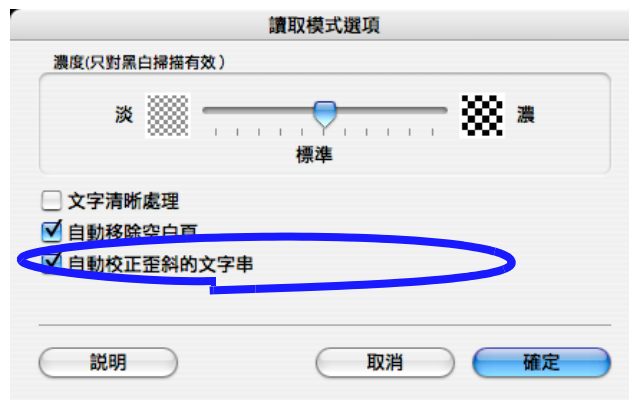 讀取模式選項
濃度(只對黑白掃描有效)
淡 濃
標準
文字清晰處理
自動移除空白頁
自動校正歪斜的文字串
説明 取消 確定